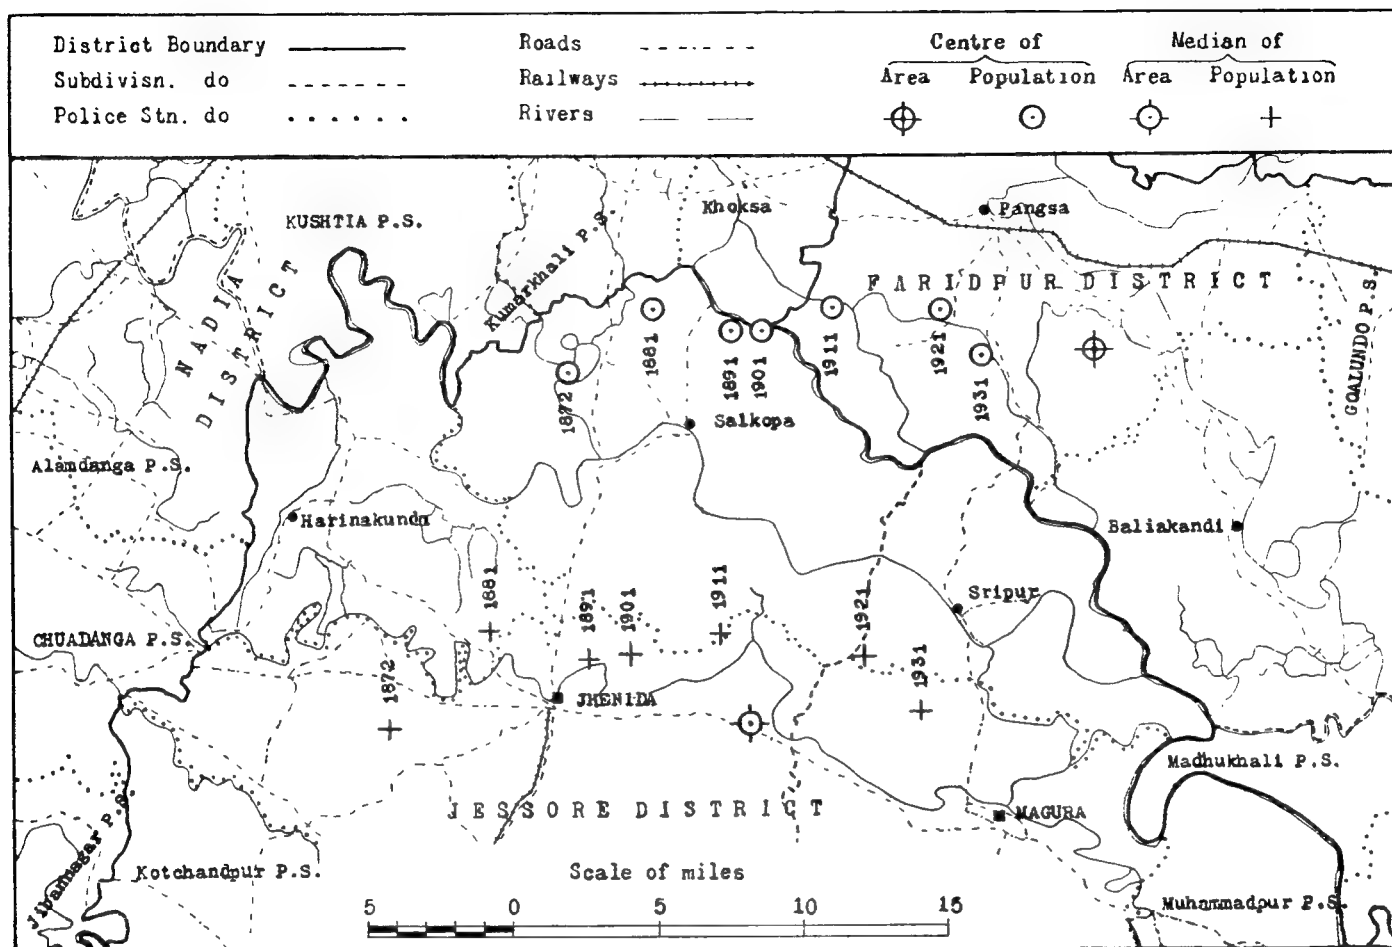 District Boundary
Subdivisn. do
Police Stn. do
Roads
Railways
Rivers
Centre of
Area Population
Median of
Area Population
KUSHTIA P.S.
Kumarkhali P.S.
Khoksa
Pangsa
NADIA
DISTRICT
FARIDPUR DISTRICT
GOALUNDO P.S.
1881
1891
1901
1911
1921
1931
1872
Salkopa
Alamdanga P.S.
Harinakunda
Baliakandi
1881
1891
1901
1911
1921
1931
1872
Sripur
CHUADANGA P.S.
JHENIDA
Madhukhali P.S.
JESSORE DISTRICT
MAGURA
Jibannagar P.S.
Kotchandpur P.S.
Scale of miles
5 0 5 10 15
Muhammadpur P.S.